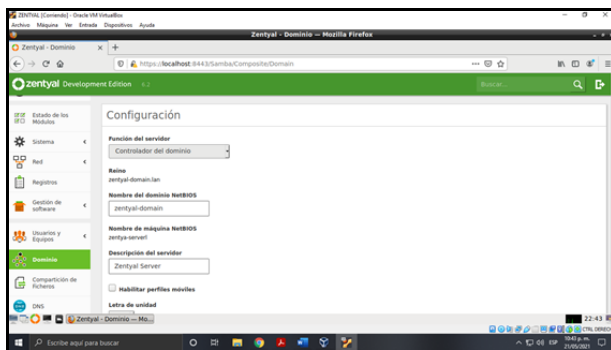 ZENTYAL [Corriendo] - Oracle VM VirtualBox
Archivo Máquina Ver Entrada Dispositivos Ayuda
Zentyal - Dominio — Mozilla Firefox
Zentyal - Dominio
https://localhost:8443/Samba/Composite/Domain
zentyal Development Edition 6.2
Buscar...
Estado de los
Módulos
Configuración
Función del servidor
Controlador del dominio
Sistema
Red
Reino
zentyal-domain.lan
Registros
Nombre del dominio NetBIOS
zentyal-domain
Gestión de
software
Nombre de máquina NetBIOS
Usuarios y
Equipos
Descripción del servidor
Zentyal Server
Dominio
Compartición de
Ficheros
Habilitar perfiles móviles
Letra de unidad
DNS
Zentyal - Dominio — Mo...
22:43
Escribe aquí para buscar
ESP
10:43 p. m.
21/05/2021